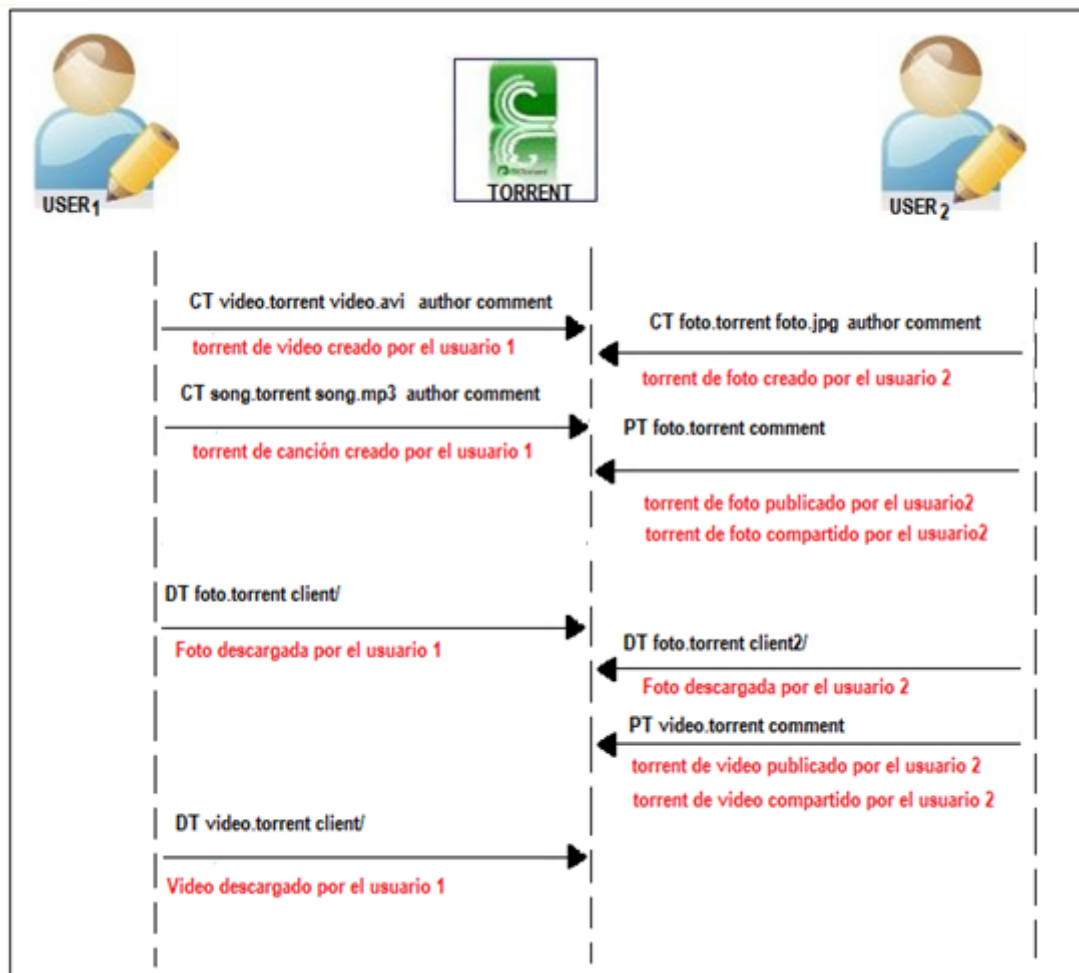 USER1
TORRENT
USER2
CT video.torrent video.avi author comment
torrent de video creado por el usuario 1
CT foto.torrent foto.jpg author comment
torrent de foto creado por el usuario 2
CT song.torrent song.mp3 author comment
torrent de canción creado por el usuario 1
PT foto.torrent comment
torrent de foto publicado por el usuario2
torrent de foto compartido por el usuario2
DT foto.torrent client/
Foto descargada por el usuario 1
DT foto.torrent client2/
Foto descargada por el usuario 2
PT video.torrent comment
torrent de video publicado por el usuario 2
torrent de video compartido por el usuario 2
DT video.torrent client/
Video descargado por el usuario 1